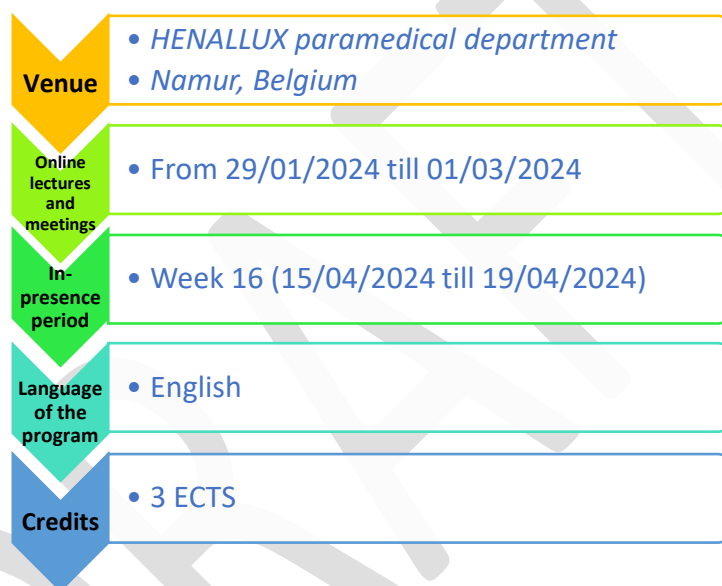 Venue
• HENALLUX paramedical department
• Namur, Belgium
Online
lectures
and
meetings
• From 29/01/2024 till 01/03/2024
In-
presence
period
• Week 16 (15/04/2024 till 19/04/2024)
Language
of the
program
• English
Credits
• 3 ECTS
DRAFT